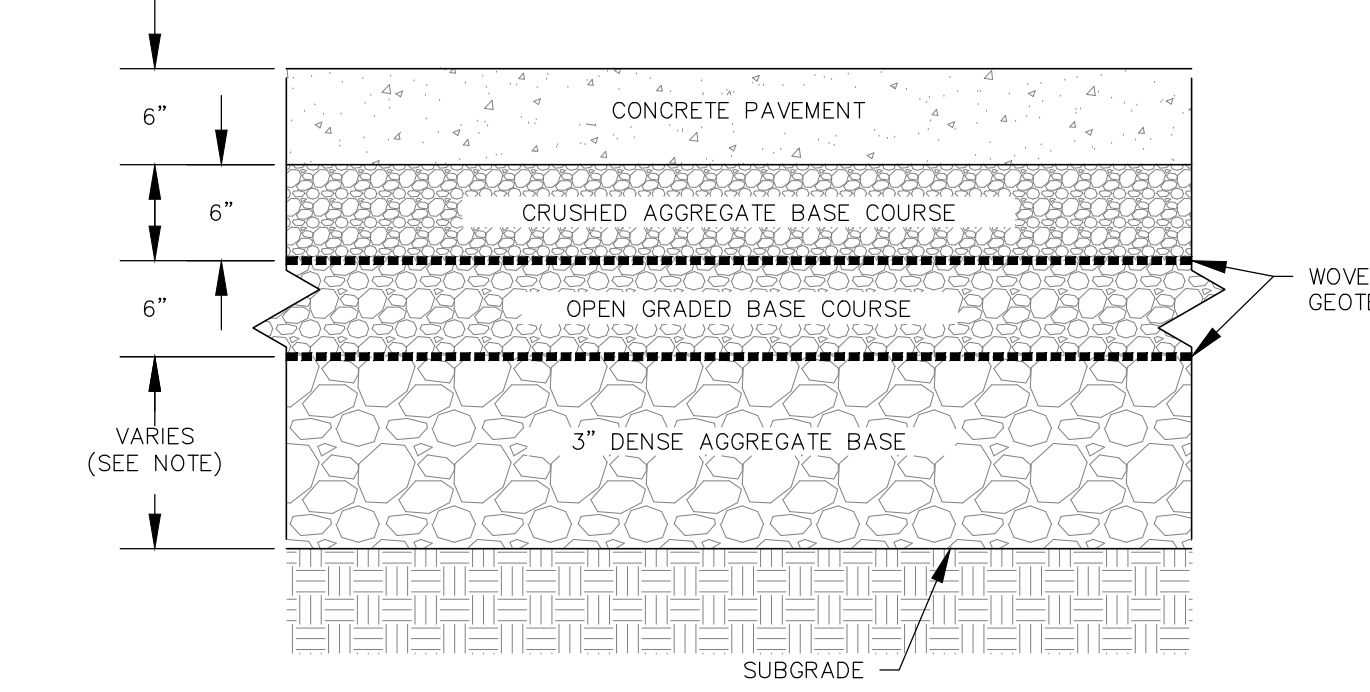 6”
CONCRETE PAVEMENT
6”
CRUSHED AGGREGATE BASE COURSE
6”
OPEN GRADED BASE COURSE
VARIES
(SEE NOTE)
3” DENSE AGGREGATE BASE
SUBGRADE